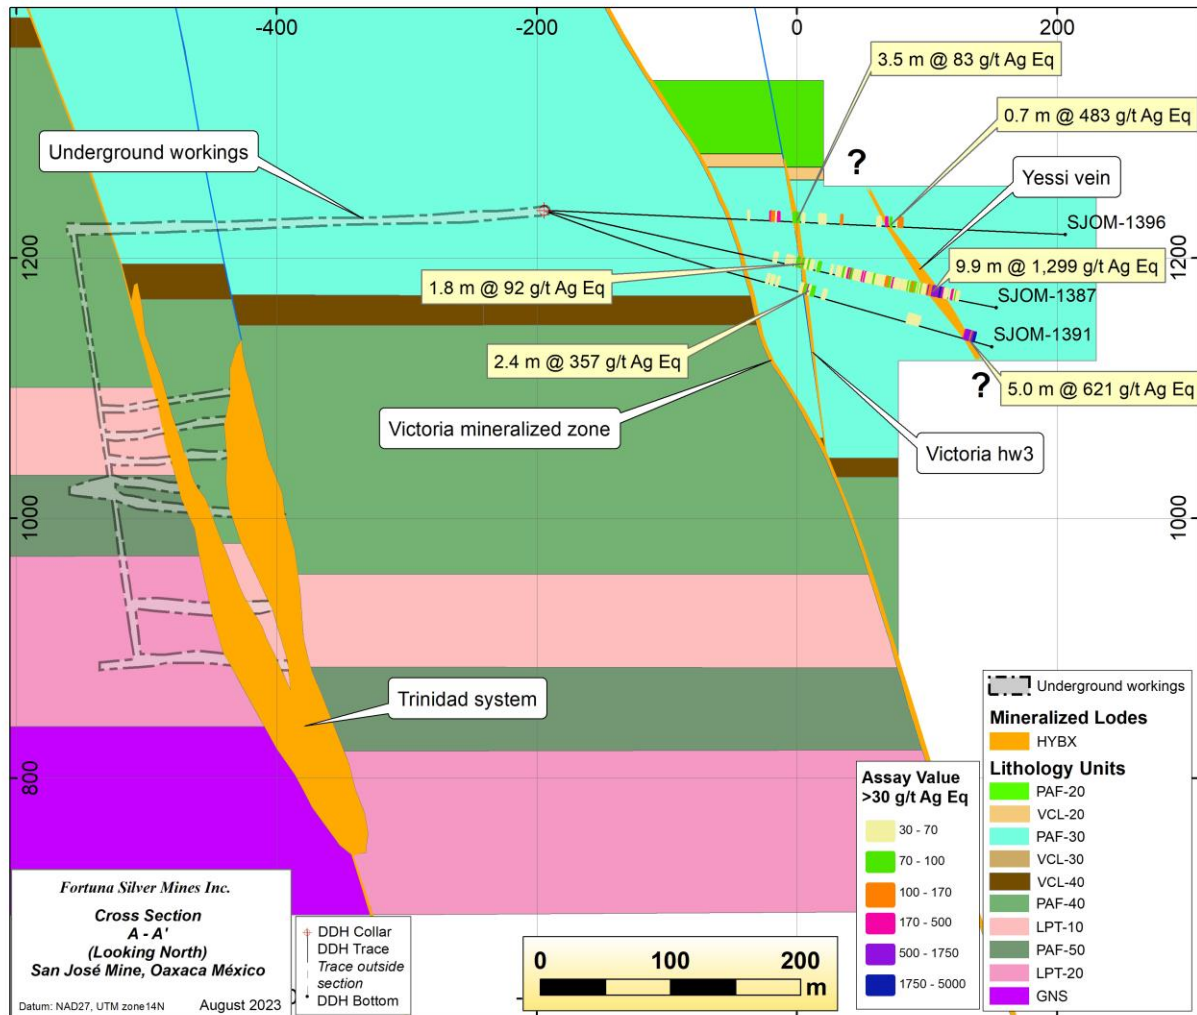 -400
-200
0
200
3.5 m @ 83 g/t Ag Eq
0.7 m @ 483 g/t Ag Eq
Underground workings
?
Yessi vein
SJOM-1396
1200
1200
9.9 m @ 1,299 g/t Ag Eq
1.8 m @ 92 g/t Ag Eq
SJOM-1387
SJOM-1391
2.4 m @ 357 g/t Ag Eq
?
5.0 m @ 621 g/t Ag Eq
Victoria mineralized zone
Victoria hw3
1000
1000
Trinidad system
800
800
Underground workings
Mineralized Lodes
HYBX
Lithology Units
PAF-20
VCL-20
PAF-30
VCL-30
VCL-40
PAF-40
LPT-10
PAF-50
LPT-20
GNS
Assay Value
>30 g/t Ag Eq
30 - 70
70 - 100
100 - 170
170 - 500
500 - 1750
1750 - 5000
Fortuna Silver Mines Inc.
Cross Section
A - A'
(Looking North)
San José Mine, Oaxaca México
Datum: NAD27, UTM zone14N
August 2023
DDH Collar
DDH Trace
Trace outside
section
DDH Bottom
0
100
200
m